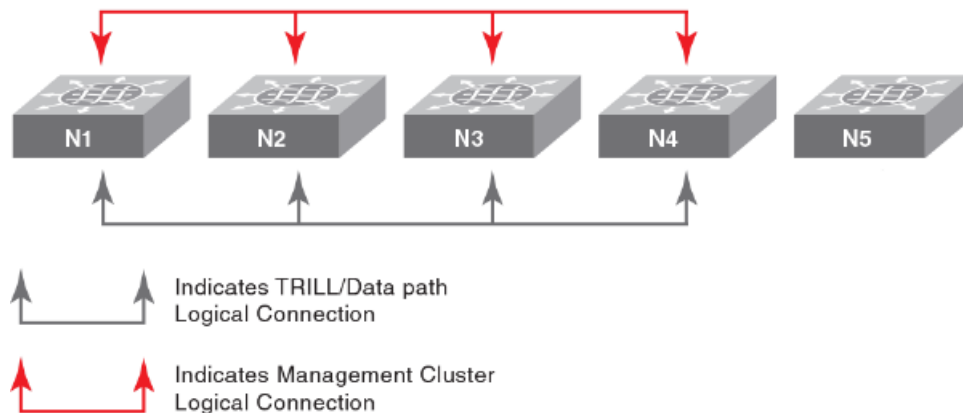 N1
N2
N3
N4
N5
Indicates TRILL/Data path
Logical Connection
Indicates Management Cluster
Logical Connection